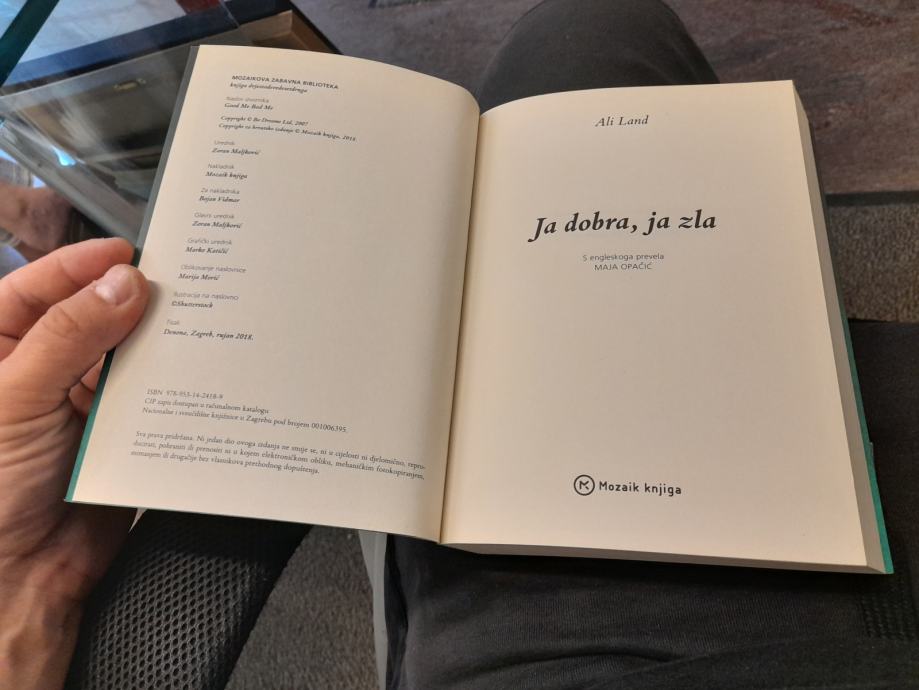 MOZAIKOVA ZABAVNA BIBLIOTEKA
knjiga dvjestodevedesetdruga
Naslov izvornika
Good Me Bad Me
Copyright © Bo Dreams Ltd, 2007
Copyright za hrvatsko izdanje © Mozaik knjiga, 2018.
Urednik
Zoran Maljković
Nakladnik
Mozaik knjiga
Za nakladnika
Bojan Vidmar
Glavni urednik
Zoran Maljković
Grafički urednik
Marko Katičić
Oblikovanje naslovnice
Marija Morić
Ilustracija na naslovnici
©Shutterstock
Tisak
Denona, Zagreb, rujan 2018.
ISBN 978-953-14-2418-9
CIP zapis dostupan u računalnom katalogu
Nacionalne i sveučilišne knjižnice u Zagrebu pod brojem 001006395.
Sva prava pridržana. Ni jedan dio ovoga izdanja ne smije se, ni u cijelosti ni djelomično, repro-
ducirati, pohraniti ili prenositi ni u kojem elektroničkom obliku, mehaničkim fotokopiranjem,
snimanjem ili drugačije bez vlasnikova prethodnog dopuštenja.
Ali Land
Ja dobra, ja zla
S engleskoga prevela
MAJA OPAČIĆ
Mozaik knjiga